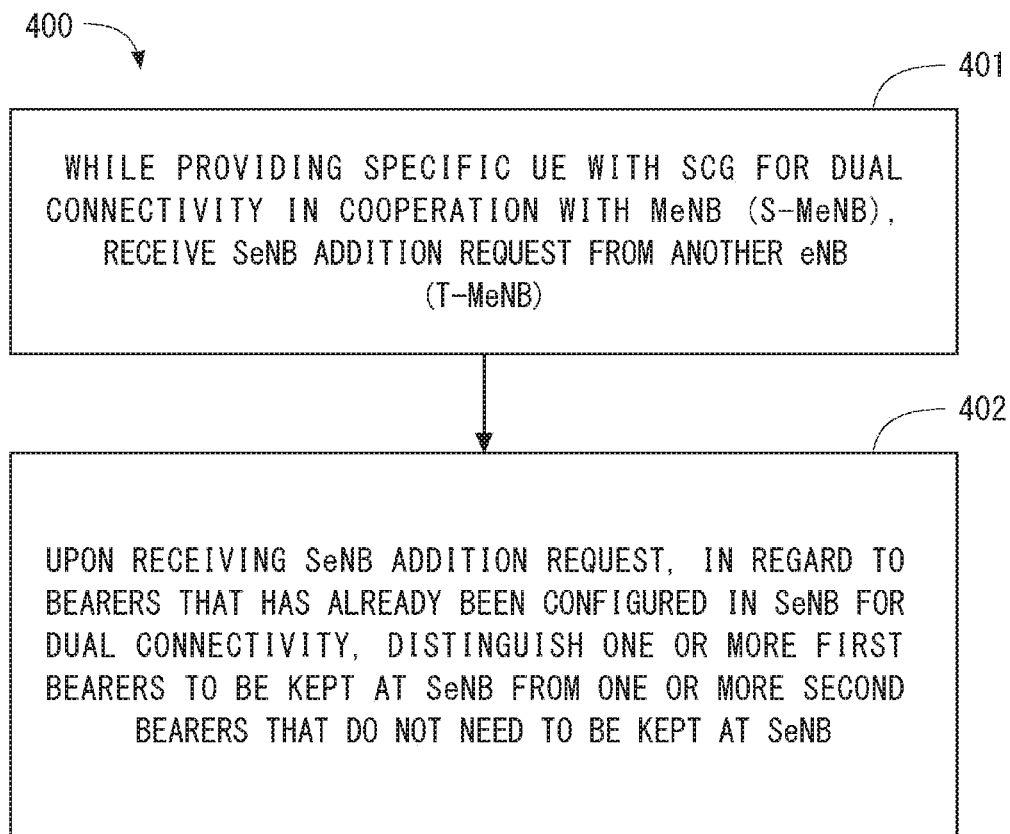 400
401
WHILE PROVIDING SPECIFIC UE WITH SCG FOR DUAL
CONNECTIVITY IN COOPERATION WITH MeNB (S-MeNB),
RECEIVE SeNB ADDITION REQUEST FROM ANOTHER eNB
(T-MeNB)
402
UPON RECEIVING SeNB ADDITION REQUEST, IN REGARD TO
BEARERS THAT HAS ALREADY BEEN CONFIGURED IN SeNB FOR
DUAL CONNECTIVITY, DISTINGUISH ONE OR MORE FIRST
BEARERS TO BE KEPT AT SeNB FROM ONE OR MORE SECOND
BEARERS THAT DO NOT NEED TO BE KEPT AT SeNB